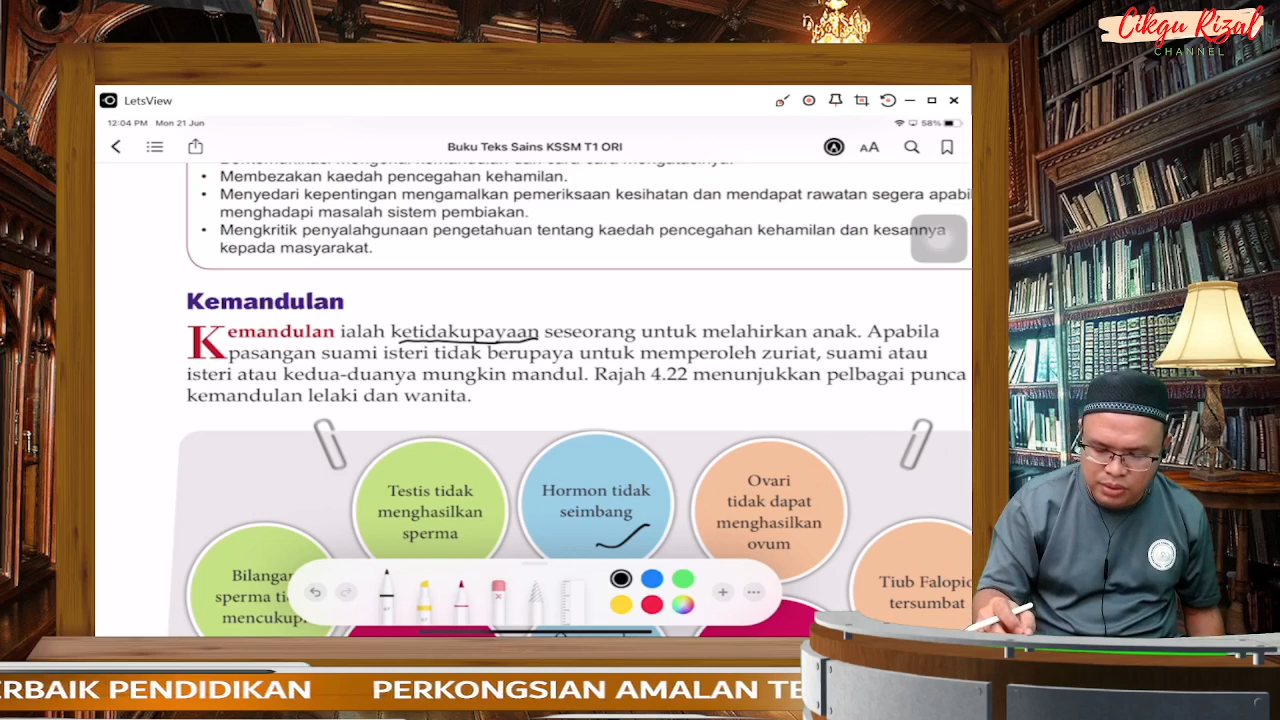 Cikgu Rizal
CHANNEL
LetsView
12:04 PM Mon 21 Jun
58%
Buku Teks Sains KSSM T1 ORI
AA
• Membezakan kaedah pencegahan kehamilan.
• Menyedari kepentingan mengamalkan pemeriksaan kesihatan dan mendapat rawatan segera apabi
menghadapi masalah sistem pembiakan.
• Mengkritik penyalahgunaan pengetahuan tentang kaedah pencegahan kehamilan dan kesannya
kepada masyarakat.
Kemandulan
Kemandulan ialah ketidakupayaan seseorang untuk melahirkan anak. Apabila
pasangan suami isteri tidak berupaya untuk memperoleh zuriat, suami atau
isteri atau kedua-duanya mungkin mandul. Rajah 4.22 menunjukkan pelbagai punca
kemandulan lelaki dan wanita.
Testis tidak
menghasilkan
sperma
Hormon tidak
seimbang
Ovari
tidak dapat
menghasilkan
ovum
Bilangan
sperma ti
mencukup
Tiub Falopio
tersumbat
ERBAIK PENDIDIKAN PERKONGSIAN AMALAN TE